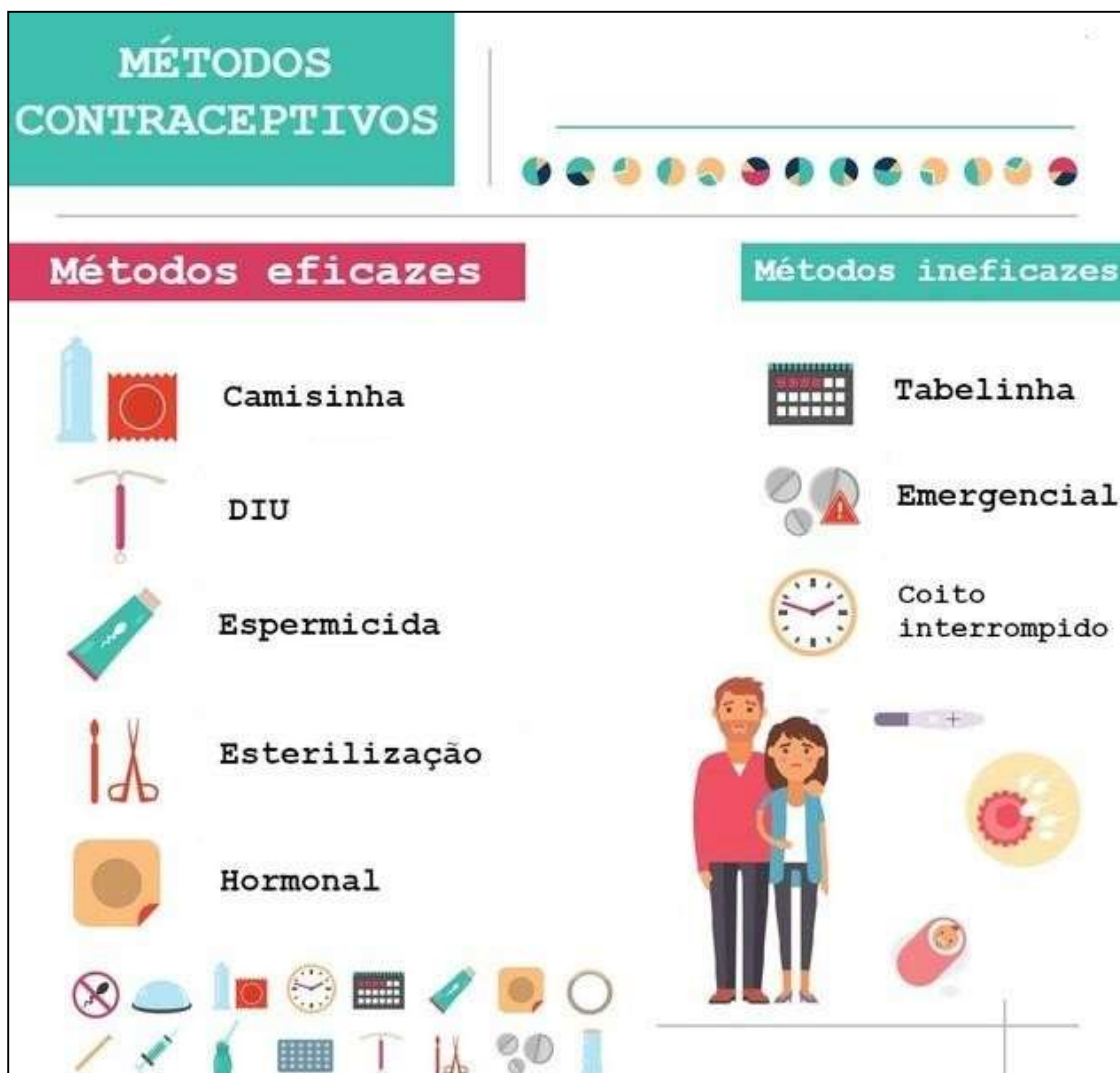 MÉTODOS
CONTRACEPTIVOS
Métodos eficazes
Camisinha
DIU
Espermicida
Esterilização
Hormonal
Métodos ineficazes
Tabelinha
Emergencial
Coito
interrompido